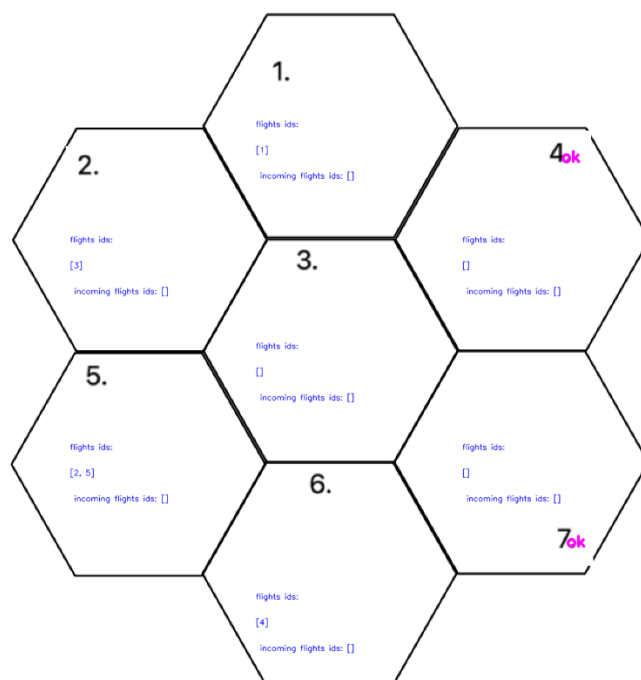 1.
flights ids:
[1]
incoming flights ids: []
2.
flights ids:
[3]
incoming flights ids: []
3.
flights ids:
[]
incoming flights ids: []
4ok
flights ids:
[]
incoming flights ids: []
5.
flights ids:
[2, 5]
incoming flights ids: []
6.
flights ids:
[4]
incoming flights ids: []
flights ids:
[]
incoming flights ids: []
7ok